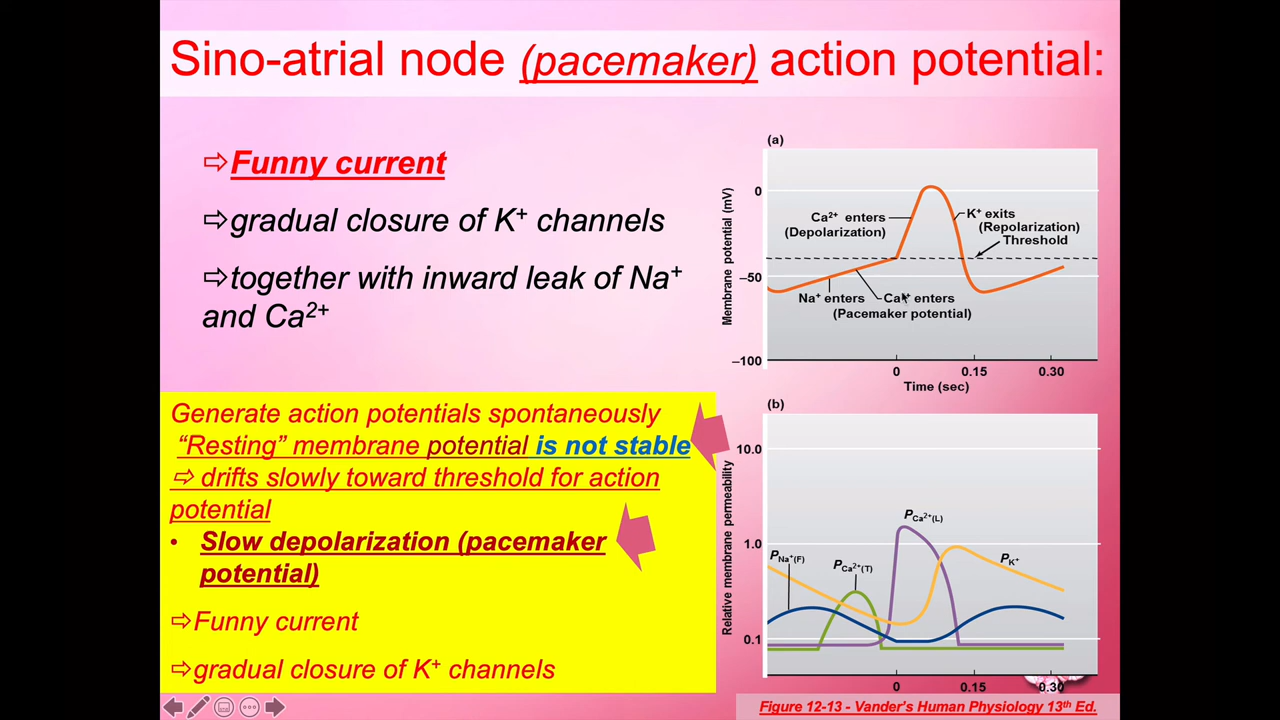 Sino-atrial node (pacemaker) action potential:
⇨Funny current
⇨gradual closure of K⁺ channels
⇨together with inward leak of Na⁺
and Ca²⁺
Generate action potentials spontaneously
“Resting” membrane potential is not stable
⇨ drifts slowly toward threshold for action
potential
• Slow depolarization (pacemaker
potential)
⇨Funny current
⇨gradual closure of K⁺ channels
(a)
Membrane potential (mV)
0
–50
–100
Ca²⁺ enters
(Depolarization)
K⁺ exits
(Repolarization)
Threshold
Na⁺ enters
Ca²⁺ enters
(Pacemaker potential)
0 0.15 0.30
Time (sec)
(b)
Relative membrane permeability
10.0
1.0
0.1
PCa²⁺(L)
PNa⁺(F)
PCa²⁺(T)
PK⁺
0 0.15 0.30
Figure 12-13 - Vander’s Human Physiology 13th Ed.